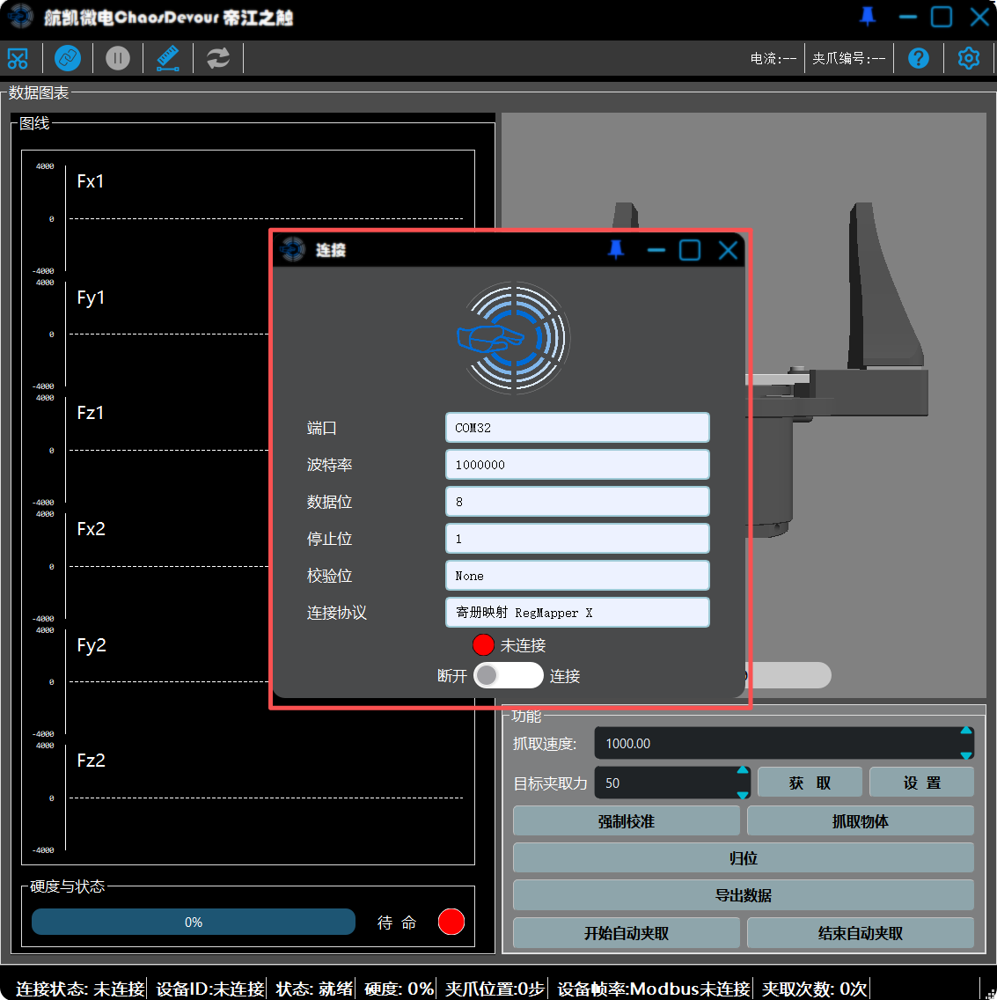 航凯微电ChaosDevour 帝江之触
电流:--
夹爪编号:--
数据图表
图线
4000
Fx1
0
-4000
4000
Fy1
0
-4000
4000
Fz1
0
-4000
4000
Fx2
0
-4000
4000
Fy2
0
-4000
4000
Fz2
0
-4000
硬度与状态
0%
待 命
连接
端口
COM32
波特率
1000000
数据位
8
停止位
1
校验位
None
连接协议
寄册映射 RegMapper X
未连接
断开
连接
功能
抓取速度:
1000.00
目标夹取力
50
获 取
设 置
强制校准
抓取物体
归位
导出数据
开始自动夹取
结束自动夹取
连接状态: 未连接
设备ID:未连接
状态: 就绪
硬度: 0%
夹爪位置:0步
设备帧率:Modbus未连接
夹取次数: 0次